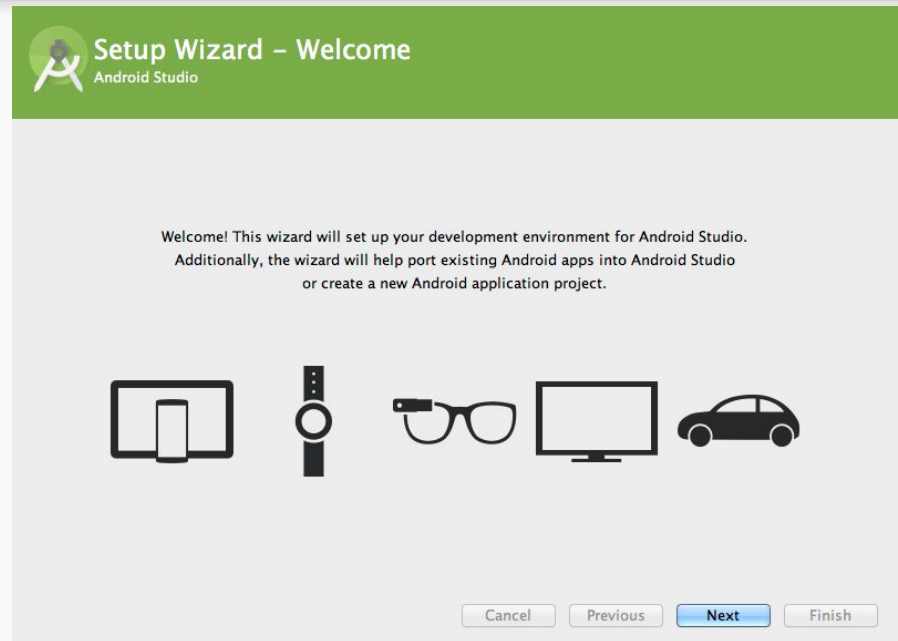 Setup Wizard – Welcome
Android Studio
Welcome! This wizard will set up your development environment for Android Studio.
Additionally, the wizard will help port existing Android apps into Android Studio
or create a new Android application project.
Cancel
Previous
Next
Finish